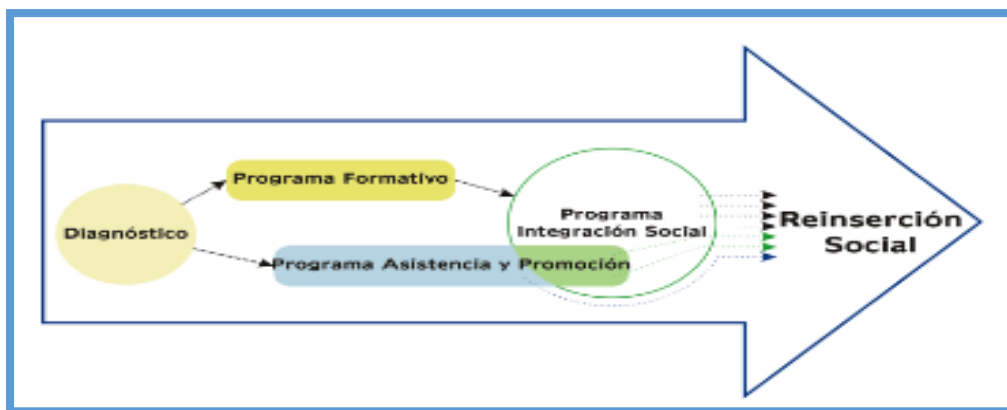 Diagnóstico
Programa Formativo
Programa Asistencia y Promoción
Programa
Integración Social
Reinserción
Social